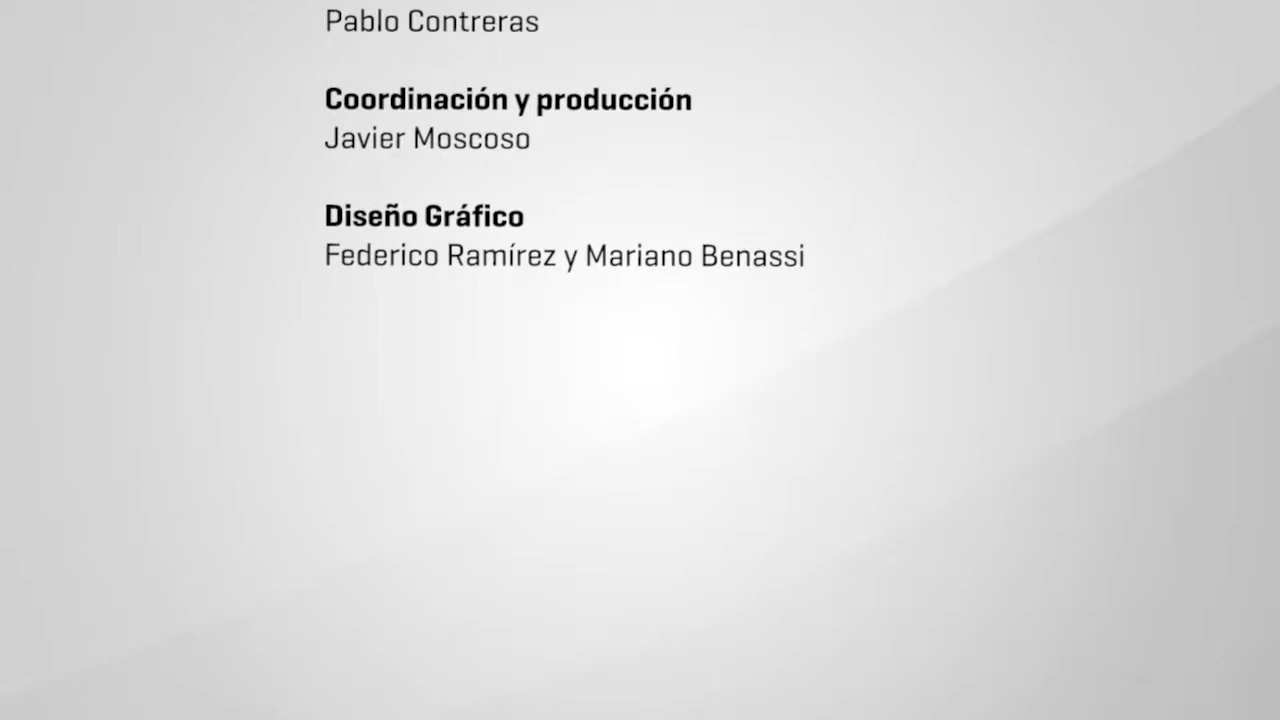 Pablo Contreras
Coordinación y producción
Javier Moscoso
Diseño Gráfico
Federico Ramírez y Mariano Benassi